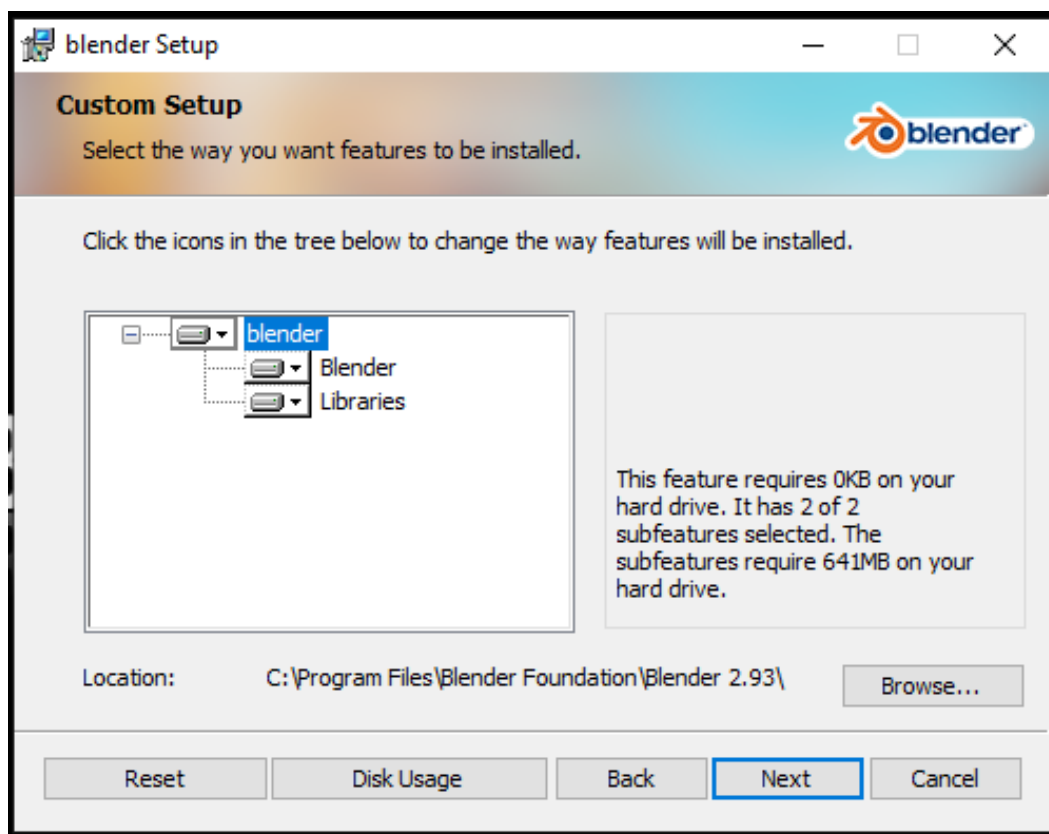 blender Setup
Custom Setup
Select the way you want features to be installed.
blender
Click the icons in the tree below to change the way features will be installed.
blender
Blender
Libraries
This feature requires 0KB on your
hard drive. It has 2 of 2
subfeatures selected. The
subfeatures require 641MB on your
hard drive.
Location: C:\Program Files\Blender Foundation\Blender 2.93\
Browse...
Reset Disk Usage Back Next Cancel